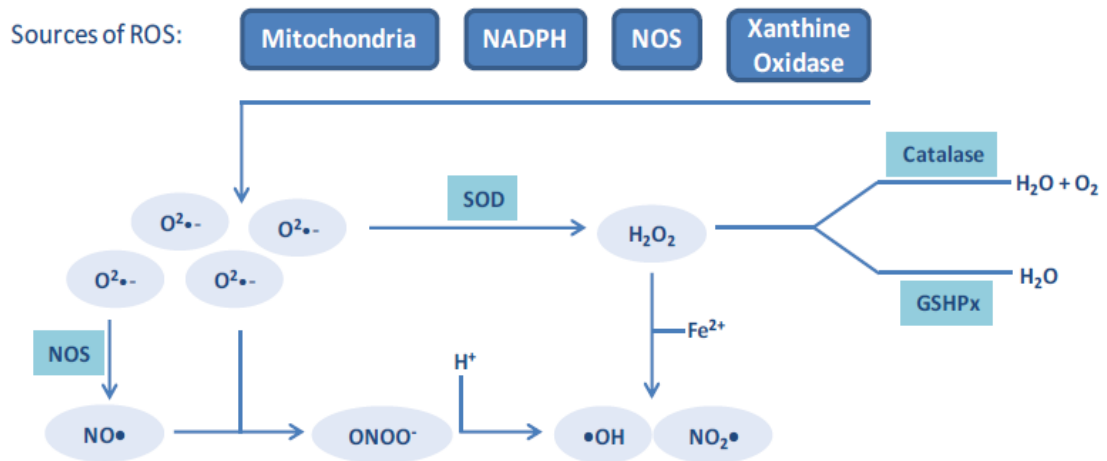 Sources of ROS:
Mitochondria
NADPH
NOS
Xanthine
Oxidase
Catalase
H₂O + O₂
SOD
O²•-
O²•-
H₂O₂
O²•-
O²•-
H₂O
GSHPx
NOS
Fe²⁺
H⁺
NO•
ONOO⁻
•OH
NO₂•